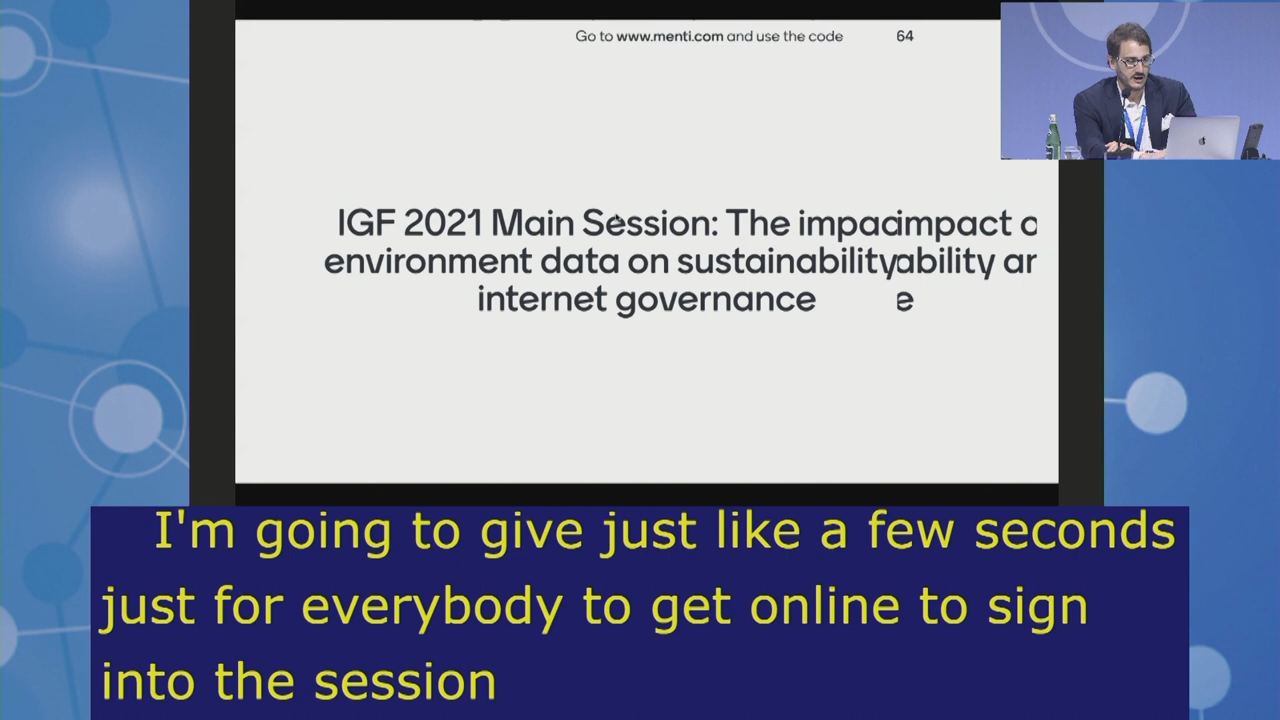 Go to www.menti.com and use the code 64
IGF 2021 Main Session: The impacimpact o
environment data on sustainabilityability ar
internet governance e
I'm going to give just like a few seconds
just for everybody to get online to sign
into the session